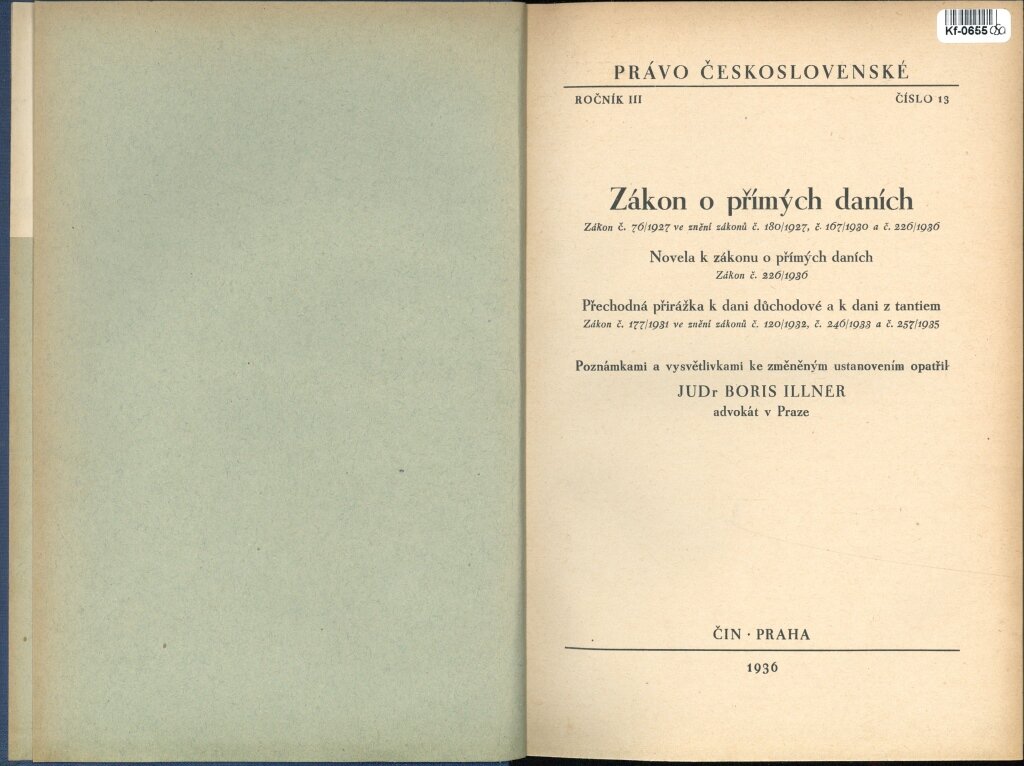 Kf-0655
PRÁVO ČESKOSLOVENSKÉ
ROČNÍK III ČÍSLO 13
Zákon o přímých daních
Zákon č. 76/1927 ve znění zákonů č. 180/1927, č. 167/1930 a č. 226/1936
Novela k zákonu o přímých daních
Zákon č. 226/1936
Přechodná přirážka k dani důchodové a k dani z tantiem
Zákon č. 177/1931 ve znění zákonů č. 120/1932, č. 246/1933 a č. 257/1935
Poznámkami a vysvětlivkami ke změněným ustanovením opatřil
JUDr BORIS ILLNER
advokát v Praze
ČIN · PRAHA
1936